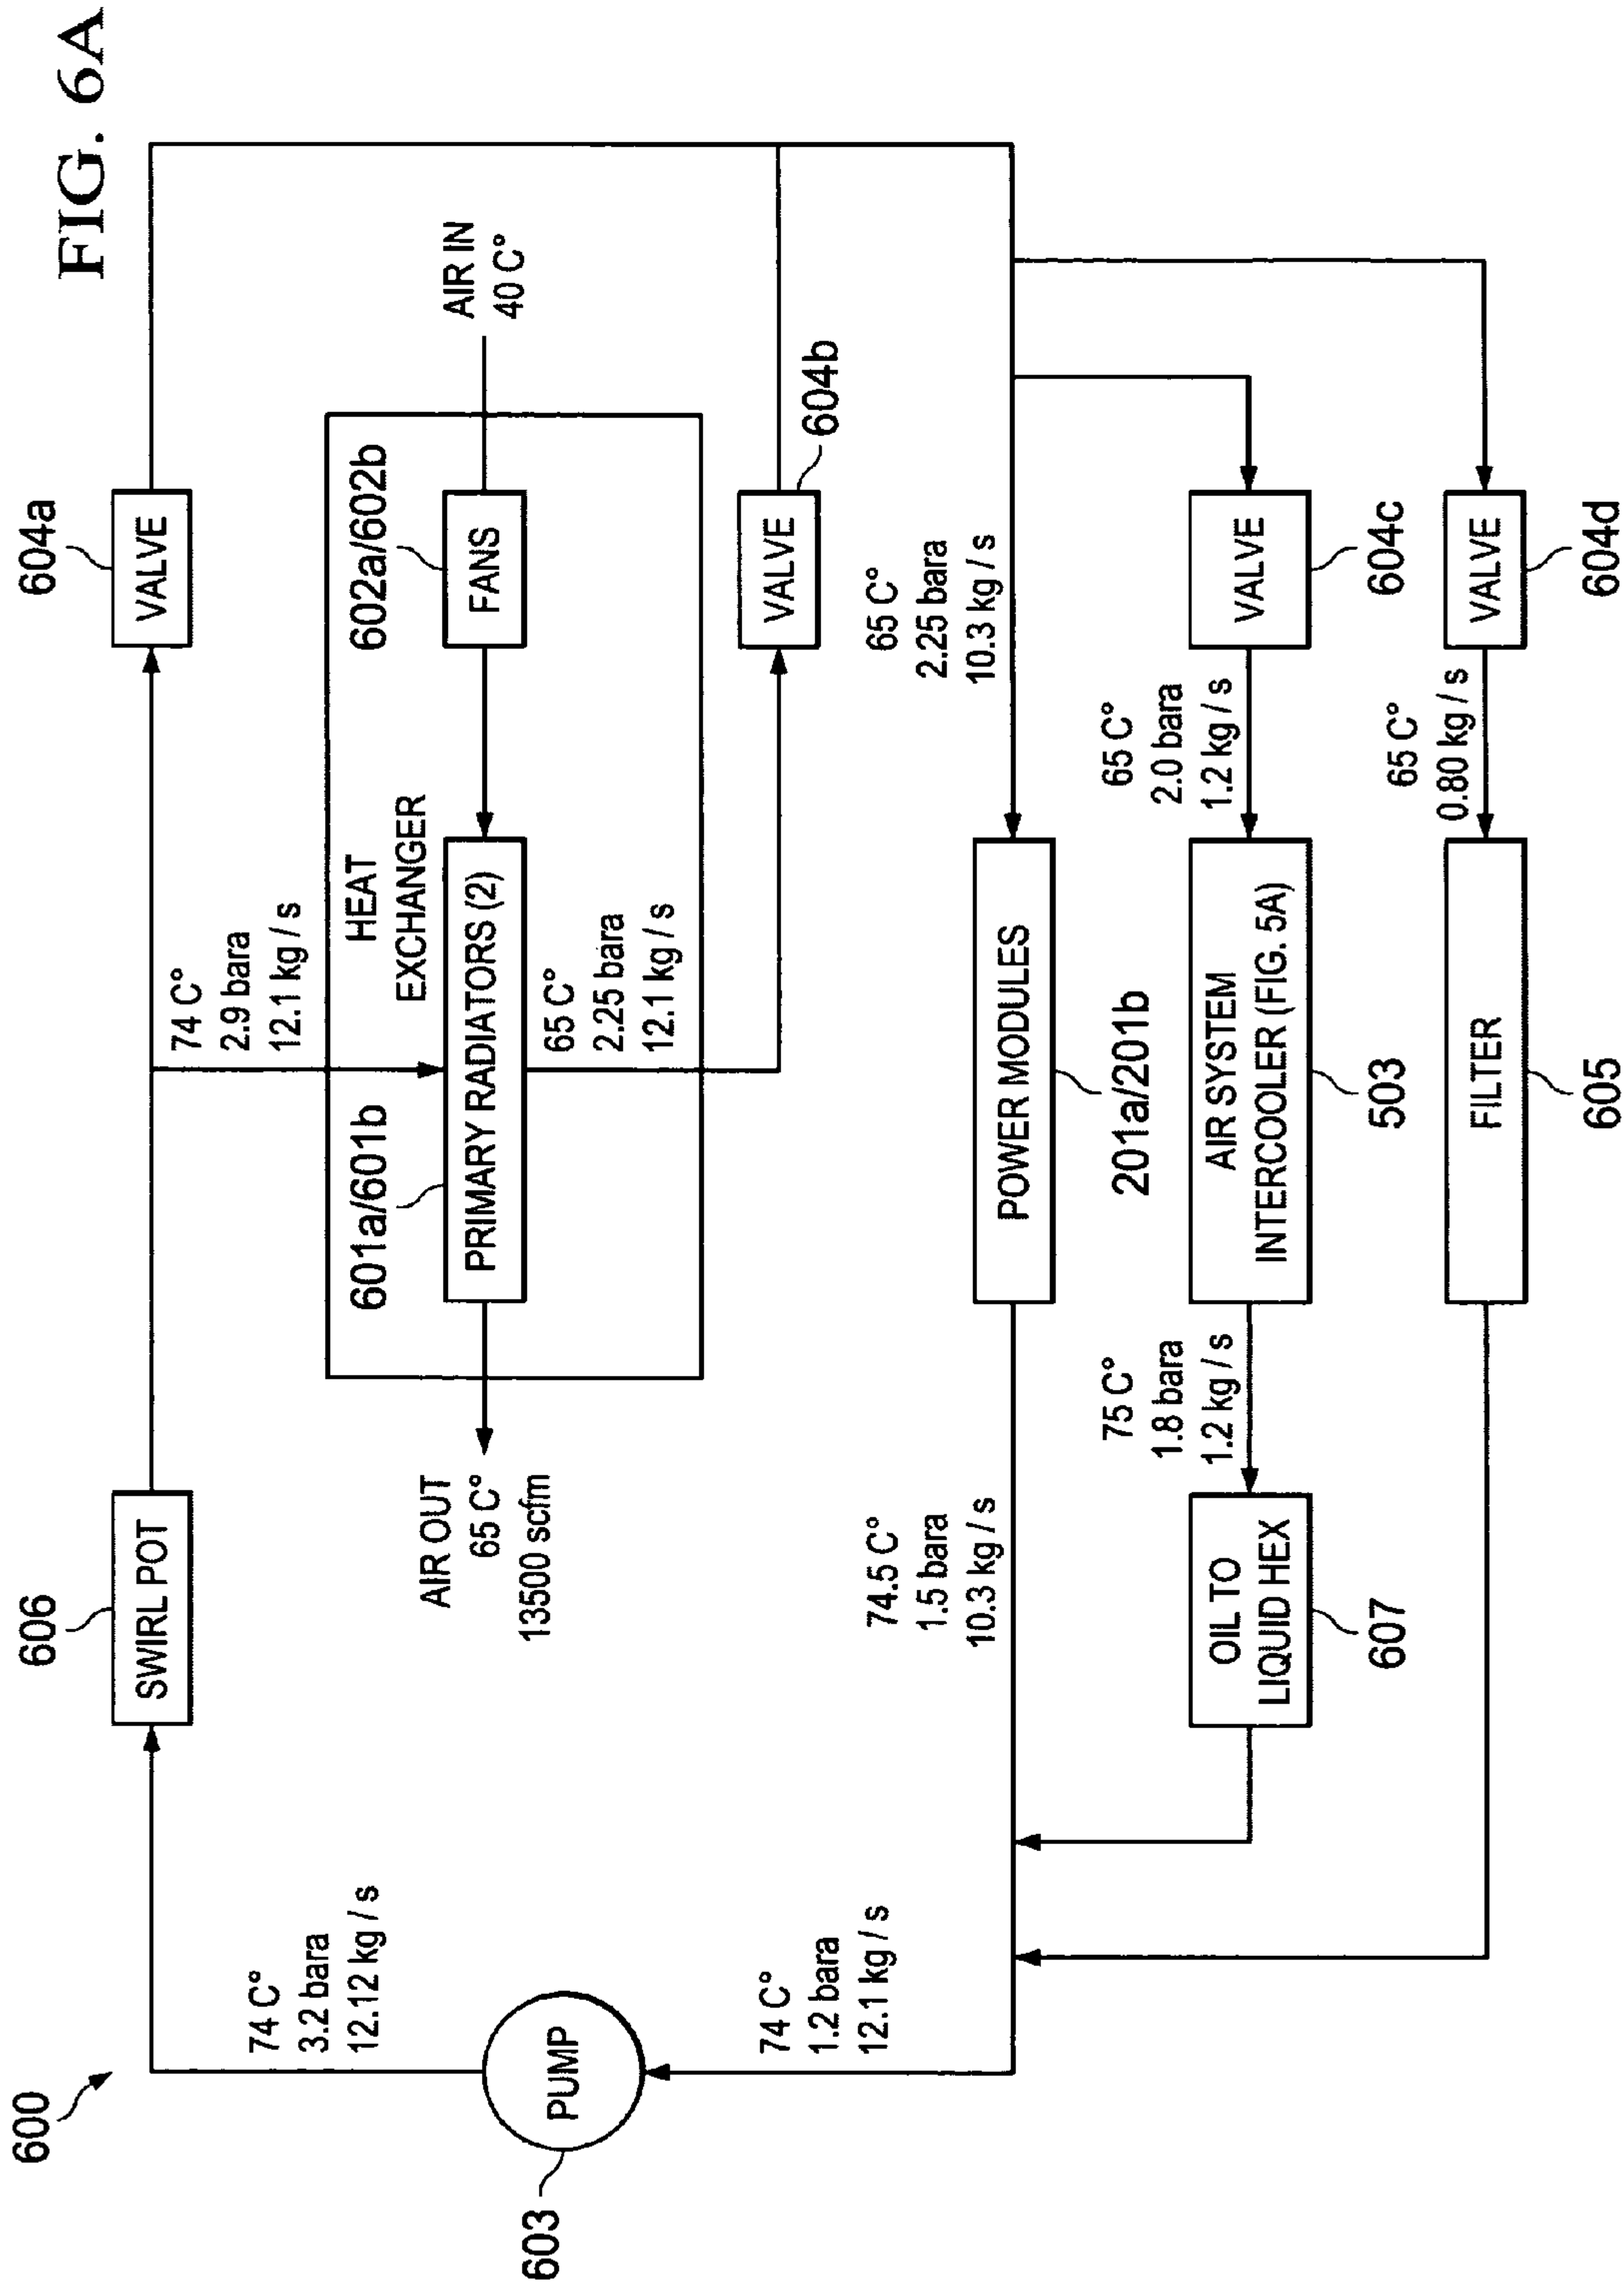 FIG. 6A
600
606
SWIRL POT
604a
VALVE
74 C°
3.2 bara
12.12 kg / s
74 C°
2.9 bara
12.1 kg / s
HEAT
EXCHANGER
601a/601b
PRIMARY RADIATORS (2)
602a/602b
FANS
AIR IN
40 C°
AIR OUT
65 C°
13500 scfm
65 C°
2.25 bara
12.1 kg / s
VALVE
604b
PUMP
603
74 C°
1.2 bara
12.1 kg / s
74.5 C°
1.5 bara
10.3 kg / s
POWER MODULES
201a/201b
65 C°
2.25 bara
10.3 kg / s
OIL TO
LIQUID HEX
607
75 C°
1.8 bara
1.2 kg / s
AIR SYSTEM
INTERCOOLER (FIG. 5A)
503
65 C°
2.0 bara
1.2 kg / s
VALVE
604c
FILTER
605
65 C°
0.80 kg / s
VALVE
604d